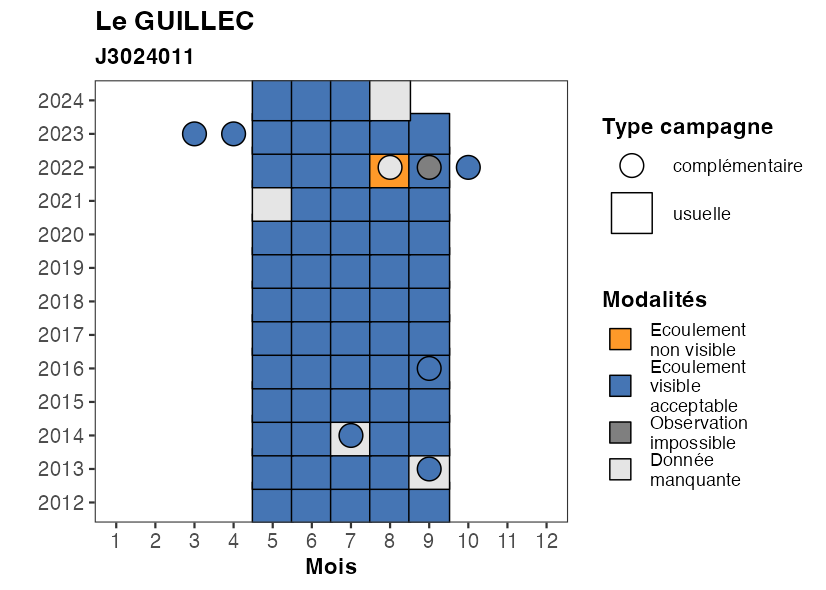 Le GUILLEC
J3024011
2024
2023
2022
2021
2020
2019
2018
2017
2016
2015
2014
2013
2012
1 2 3 4 5 6 7 8 9 10 11 12
Mois
Type campagne
complémentaire
usuelle
Modalités
Ecoulement
non visible
Ecoulement
visible
acceptable
Observation
impossible
Donnée
manquante